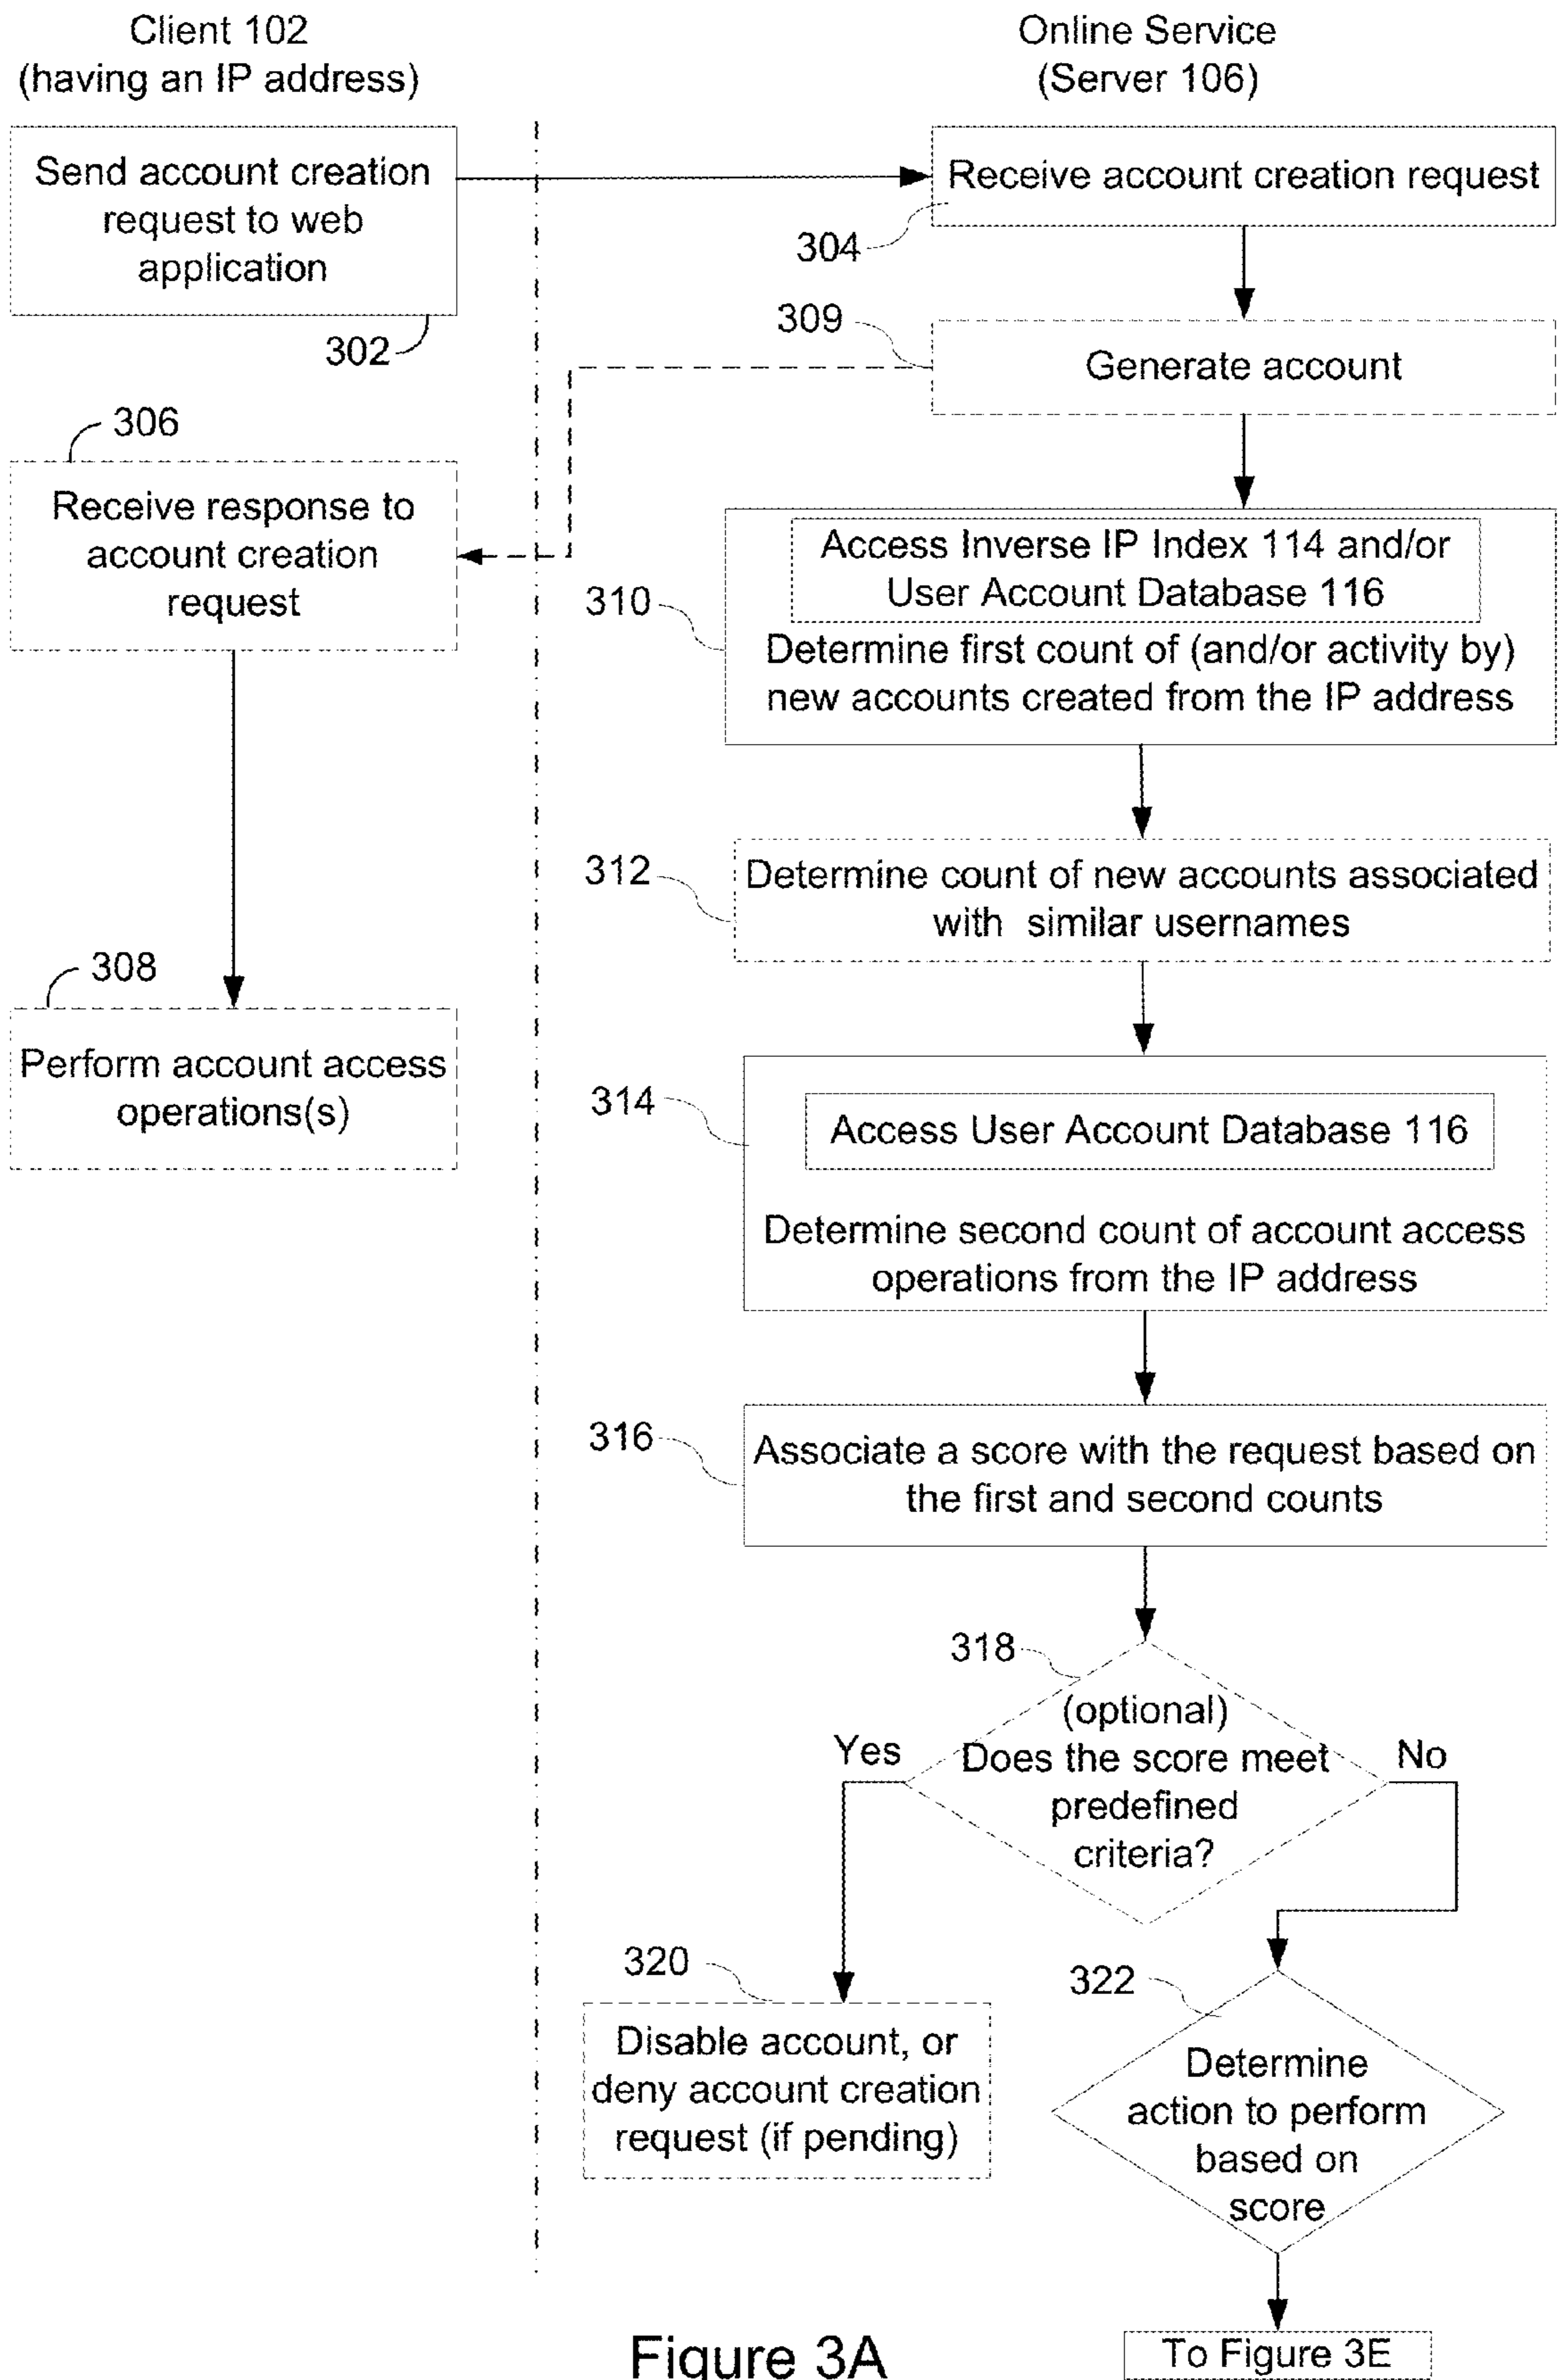 Client 102
(having an IP address)
Online Service
(Server 106)
Send account creation
request to web
application
302
Receive account creation request
304
309
Generate account
306
Receive response to
account creation
request
308
Perform account access
operations(s)
310
Access Inverse IP Index 114 and/or
User Account Database 116
Determine first count of (and/or activity by)
new accounts created from the IP address
312
Determine count of new accounts associated
with similar usernames
314
Access User Account Database 116
Determine second count of account access
operations from the IP address
316
Associate a score with the request based on
the first and second counts
318
(optional)
Does the score meet
predefined
criteria?
Yes
No
320
Disable account, or
deny account creation
request (if pending)
322
Determine
action to perform
based on
score
To Figure 3E
Figure 3A